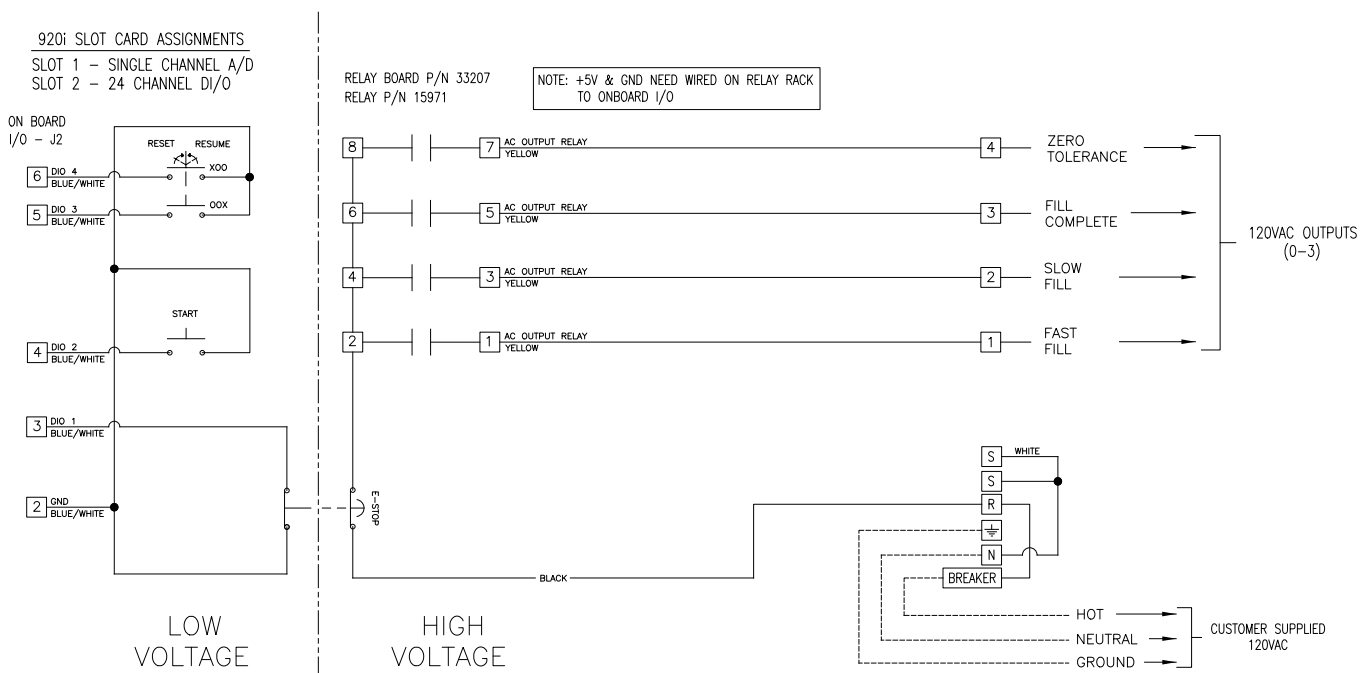 920i SLOT CARD ASSIGNMENTS
SLOT 1 - SINGLE CHANNEL A/D
SLOT 2 - 24 CHANNEL DI/O
ON BOARD
I/O - J2
RESET RESUME
XOO
6 DIO 4
BLUE/WHITE
OOX
5 DIO 3
BLUE/WHITE
START
4 DIO 2
BLUE/WHITE
3 DIO 1
BLUE/WHITE
2 GND
BLUE/WHITE
LOW
VOLTAGE
RELAY BOARD P/N 33207
RELAY P/N 15971
NOTE: +5V & GND NEED WIRED ON RELAY RACK
TO ONBOARD I/O
8 7 AC OUTPUT RELAY
YELLOW
4 ZERO
TOLERANCE
6 5 AC OUTPUT RELAY
YELLOW
3 FILL
COMPLETE
4 3 AC OUTPUT RELAY
YELLOW
2 SLOW
FILL
2 1 AC OUTPUT RELAY
YELLOW
1 FAST
FILL
120VAC OUTPUTS
(0-3)
E-STOP
BLACK
S WHITE
S
R
N
BREAKER
HOT
NEUTRAL
GROUND
CUSTOMER SUPPLIED
120VAC
HIGH
VOLTAGE